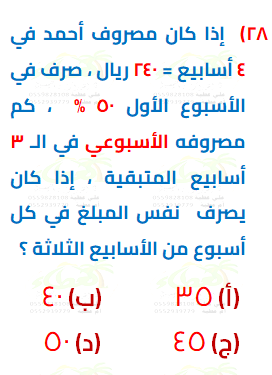 ٢٨) إذا كان مصروف أحمد في
٤ أسابيع = ٢٤٠ ريال ، صرف في
الأسبوع الأول ٥٠ % ، كم
مصروفه الأسبوعي في الـ ٣
أسابيع المتبقية ، إذا كان
يصرف نفس المبلغ في كل
أسبوع من الأسابيع الثلاثة ؟
(أ) ٣٥ (ب) ٤٠
(ج) ٤٥ (د) ٥٠